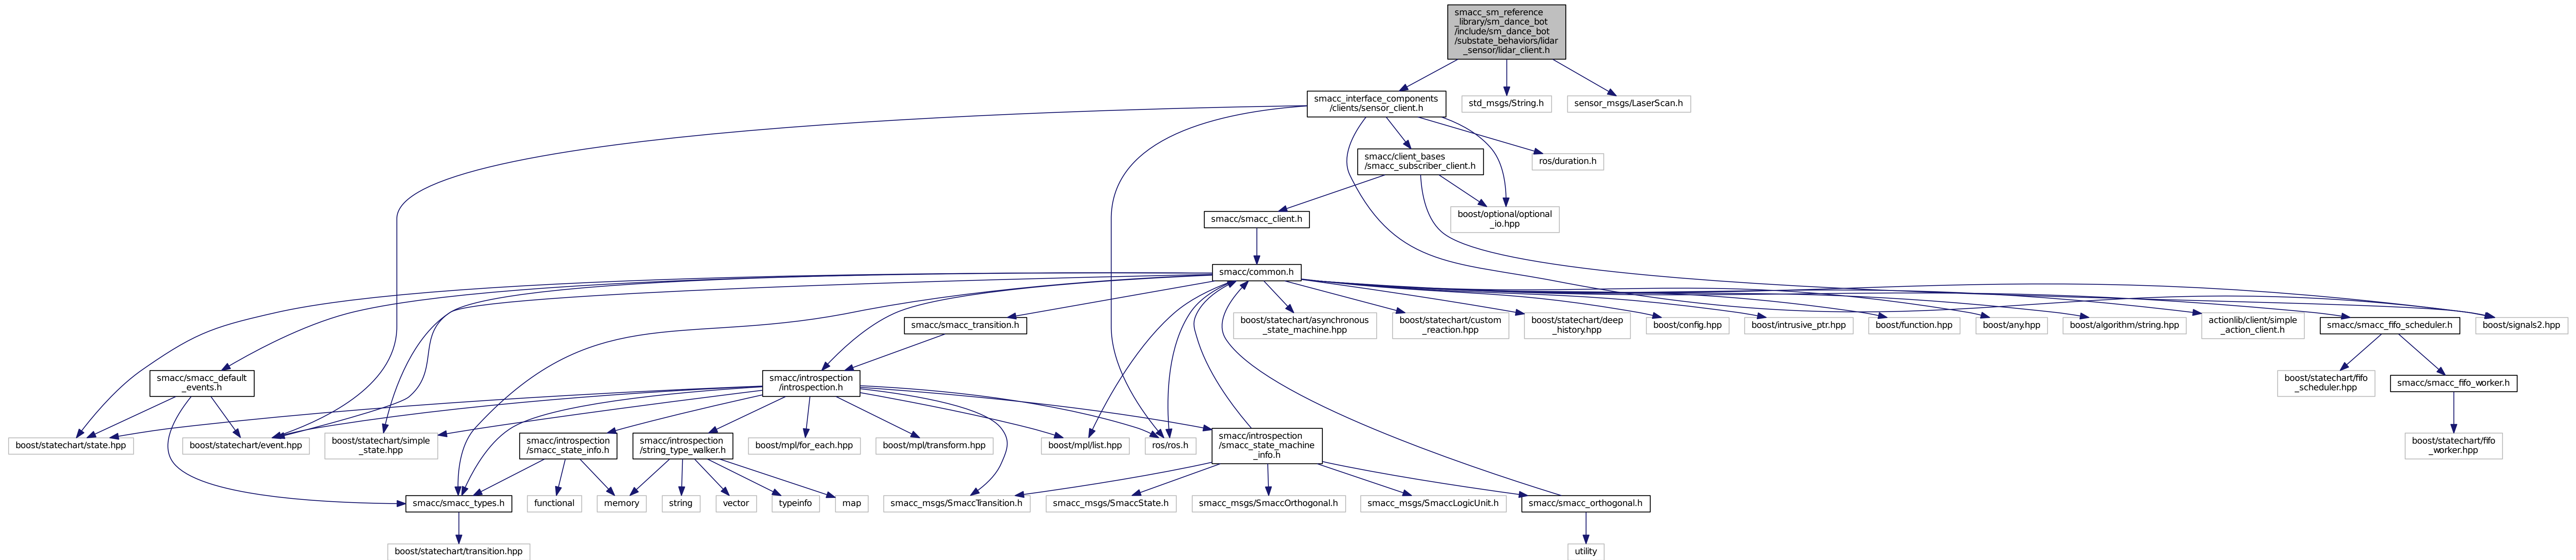 smacc_sm_reference
_library/sm_dance_bot
/include/sm_dance_bot
/substate_behaviors/lidar
_sensor/lidar_client.h
smacc_interface_components
/clients/sensor_client.h
std_msgs/String.h
sensor_msgs/LaserScan.h
smacc/client_bases
/smacc_subscriber_client.h
ros/duration.h
smacc/smacc_client.h
boost/optional/optional
_io.hpp
smacc/common.h
smacc/smacc_transition.h
boost/statechart/asynchronous
_state_machine.hpp
boost/statechart/custom
_reaction.hpp
boost/statechart/deep
_history.hpp
boost/config.hpp
boost/intrusive_ptr.hpp
boost/function.hpp
boost/any.hpp
boost/algorithm/string.hpp
actionlib/client/simple
_action_client.h
smacc/smacc_fifo_scheduler.h
boost/signals2.hpp
smacc/smacc_default
_events.h
smacc/introspection
/introspection.h
boost/statechart/fifo
_scheduler.hpp
smacc/smacc_fifo_worker.h
boost/statechart/state.hpp
boost/statechart/event.hpp
boost/statechart/simple
_state.hpp
smacc/introspection
/smacc_state_info.h
smacc/introspection
/string_type_walker.h
boost/mpl/for_each.hpp
boost/mpl/transform.hpp
boost/mpl/list.hpp
ros/ros.h
smacc/introspection
/smacc_state_machine
_info.h
boost/statechart/fifo
_worker.hpp
smacc/smacc_types.h
functional
memory
string
vector
typeinfo
map
smacc_msgs/SmaccTransition.h
smacc_msgs/SmaccState.h
smacc_msgs/SmaccOrthogonal.h
smacc_msgs/SmaccLogicUnit.h
smacc/smacc_orthogonal.h
boost/statechart/transition.hpp
utility